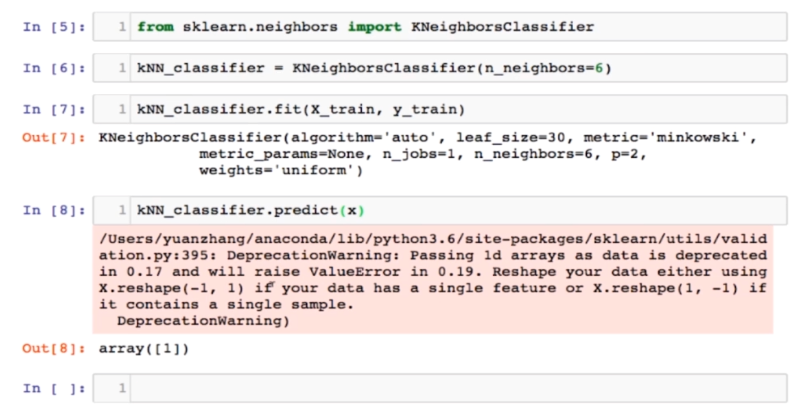 In [5]: 1 from sklearn.neighbors import KNeighborsClassifier
In [6]: 1 kNN_classifier = KNeighborsClassifier(n_neighbors=6)
In [7]: 1 kNN_classifier.fit(X_train, y_train)
Out[7]: KNeighborsClassifier(algorithm='auto', leaf_size=30, metric='minkowski',
metric_params=None, n_jobs=1, n_neighbors=6, p=2,
weights='uniform')
In [8]: 1 kNN_classifier.predict(x)
/Users/yuanzhang/anaconda/lib/python3.6/site-packages/sklearn/utils/valid
ation.py:395: DeprecationWarning: Passing 1d arrays as data is deprecated
in 0.17 and will raise ValueError in 0.19. Reshape your data either using
X.reshape(-1, 1) if your data has a single feature or X.reshape(1, -1) if
it contains a single sample.
DeprecationWarning)
Out[8]: array([1])
In [ ]: 1